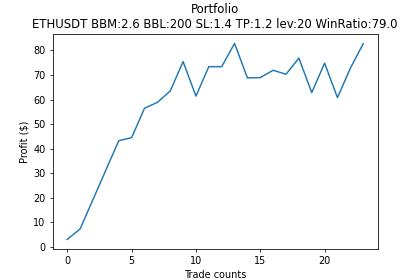 Portfolio
ETHUSDT BBM:2.6 BBL:200 SL:1.4 TP:1.2 lev:20 WinRatio:79.0
80
70
60
50
40
30
20
10
0
Profit ($)
0 5 10 15 20
Trade counts